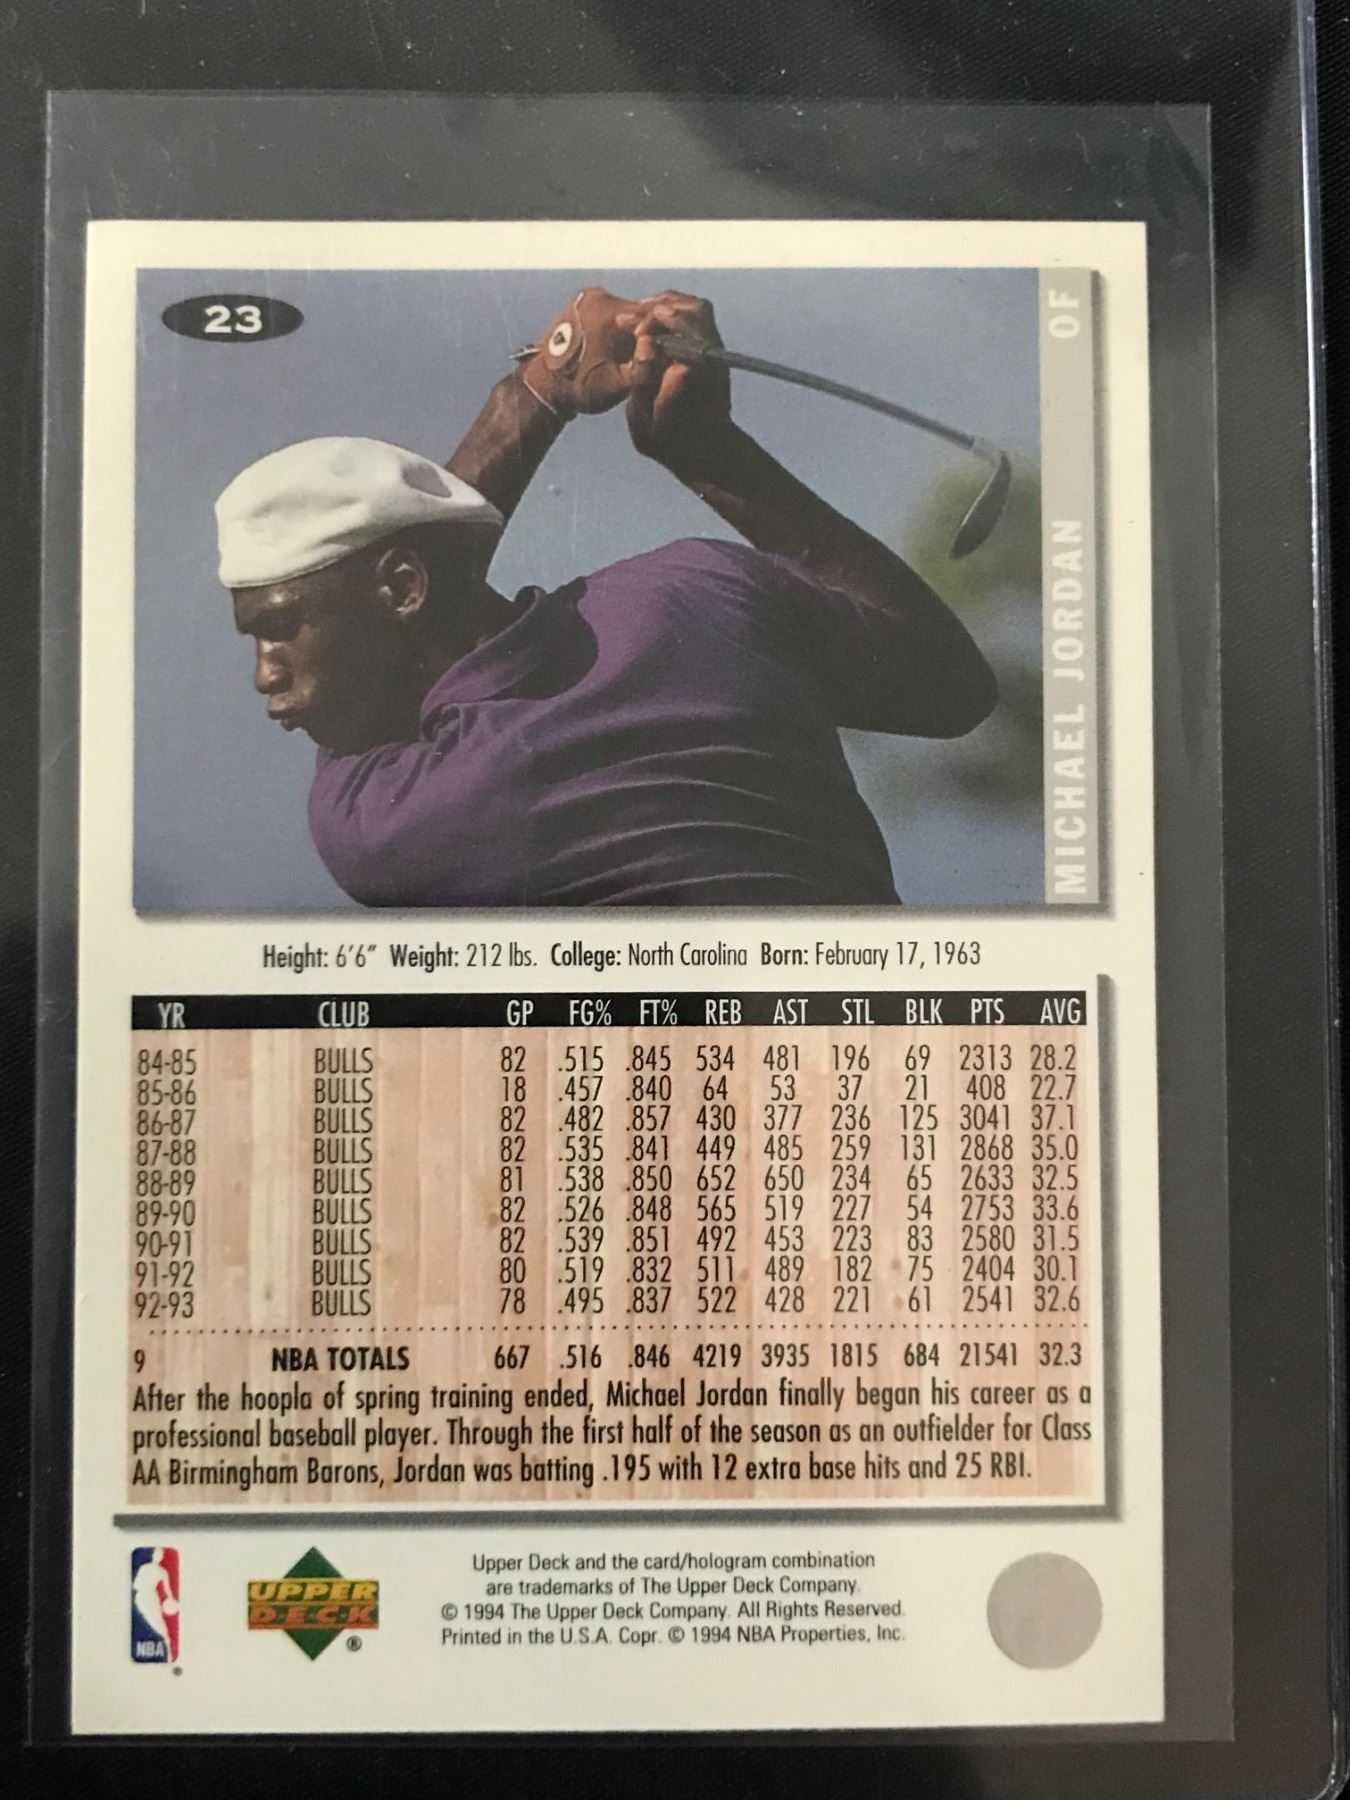 23
MICHAEL JORDAN OF
Height: 6'6" Weight: 212 lbs. College: North Carolina Born: February 17, 1963
YR CLUB GP FG% FT% REB AST STL BLK PTS AVG
84-85 BULLS 82 .515 .845 534 481 196 69 2313 28.2
85-86 BULLS 18 .457 .840 64 53 37 21 408 22.7
86-87 BULLS 82 .482 .857 430 377 236 125 3041 37.1
87-88 BULLS 82 .535 .841 449 485 259 131 2868 35.0
88-89 BULLS 81 .538 .850 652 650 234 65 2633 32.5
89-90 BULLS 82 .526 .848 565 519 227 54 2753 33.6
90-91 BULLS 82 .539 .851 492 453 223 83 2580 31.5
91-92 BULLS 80 .519 .832 511 489 182 75 2404 30.1
92-93 BULLS 78 .495 .837 522 428 221 61 2541 32.6
9 NBA TOTALS 667 .516 .846 4219 3935 1815 684 21541 32.3
After the hoopla of spring training ended, Michael Jordan finally began his career as a
professional baseball player. Through the first half of the season as an outfielder for Class
AA Birmingham Barons, Jordan was batting .195 with 12 extra base hits and 25 RBI.
NBA
®
UPPER
DECK
®
Upper Deck and the card/hologram combination
are trademarks of The Upper Deck Company.
© 1994 The Upper Deck Company. All Rights Reserved.
Printed in the U.S.A. Copr. © 1994 NBA Properties, Inc.